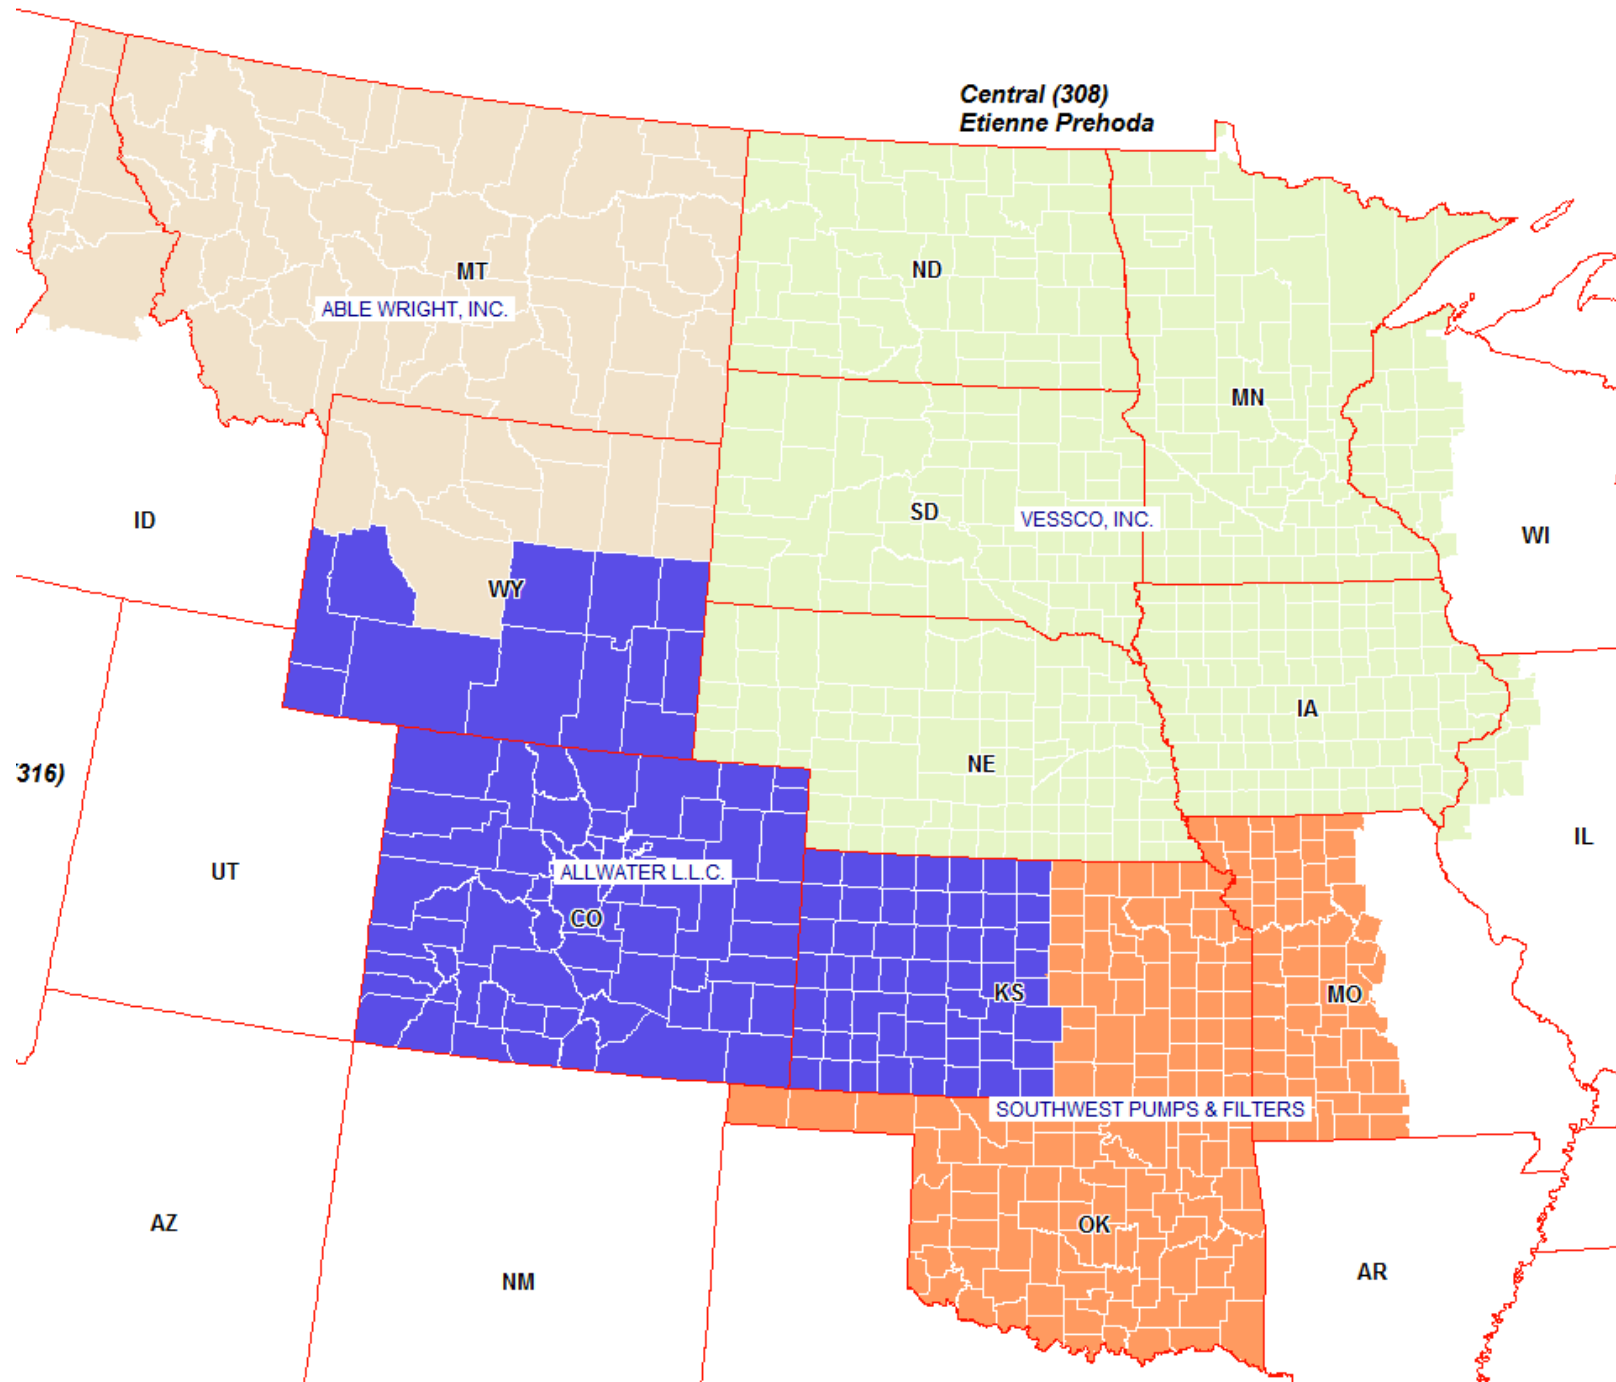 Central (308)
Etienne Prehoda
MT
ND
ABLE WRIGHT, INC.
MN
ID
SD
VESSCO, INC.
WI
WY
IA
NE
316)
IL
UT
ALLWATER L.L.C.
CO
KS
MO
SOUTHWEST PUMPS & FILTERS
AZ
OK
NM
AR